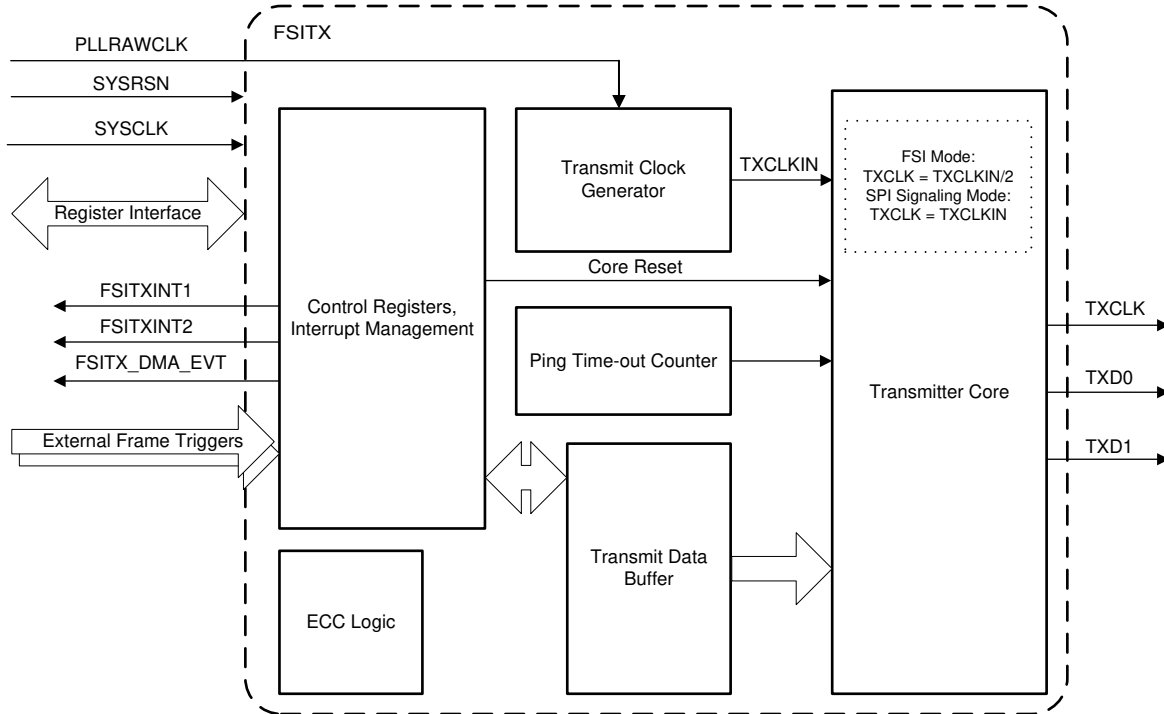 FSITX
PLLRAWCLK
SYSRSN
SYSCLK
Register Interface
FSITXINT1
FSITXINT2
FSITX_DMA_EVT
External Frame Triggers
Control Registers,
Interrupt Management
ECC Logic
Transmit Clock
Generator
TXCLKIN
Core Reset
Ping Time-out Counter
Transmit Data
Buffer
FSI Mode:
TXCLK = TXCLKIN/2
SPI Signaling Mode:
TXCLK = TXCLKIN
Transmitter Core
TXCLK
TXD0
TXD1